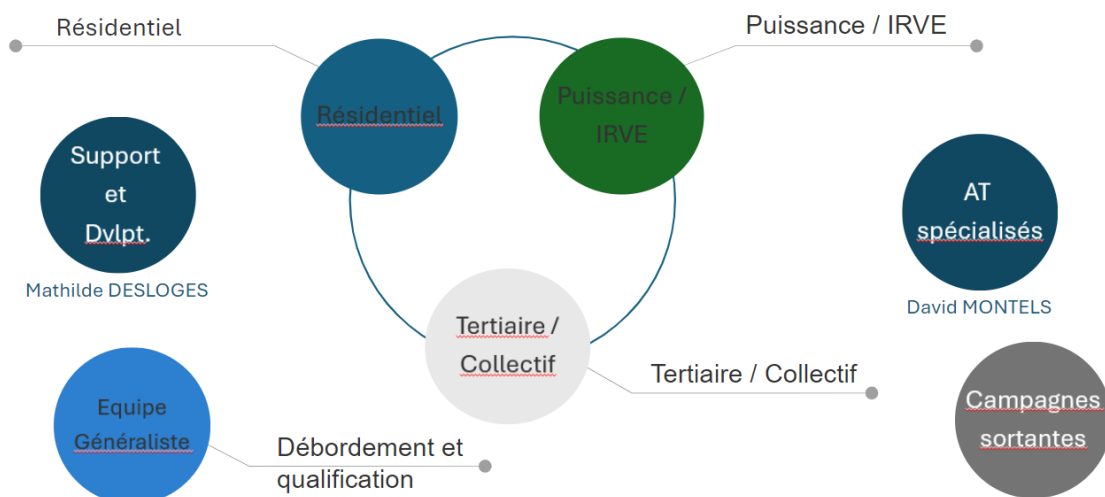 Résidentiel
Puissance / IRVE
Résidentiel
Puissance /
IRVE
Support
et
Dvlpt.
Mathilde DESLOGES
AT
spécialisés
David MONTELS
Tertiaire /
Collectif
Tertiaire / Collectif
Equipe
Généraliste
Débordement et
qualification
Campagnes
sortantes